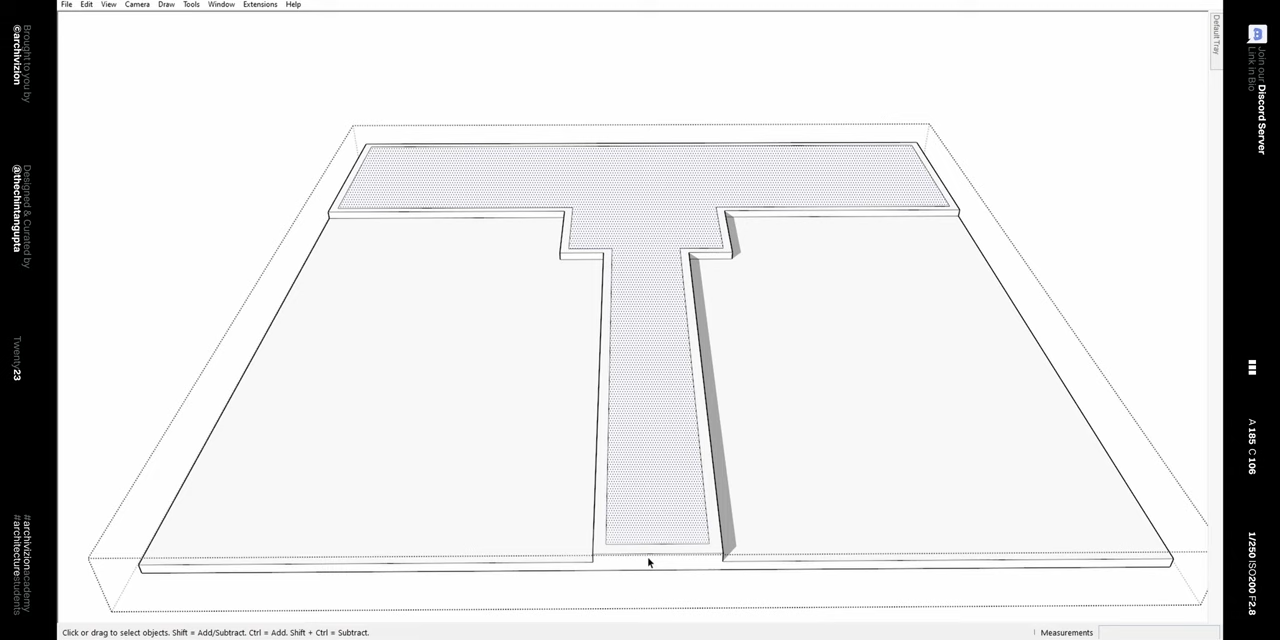 File Edit View Camera Draw Tools Window Extensions Help
Brought to you by
@archivizion
Designed & Curated by
@thechintangupta
Twenty23
#archivizionacademy
#architecturestudents
Default Tray
Join our Discord Server
Link in Bio
A 185 C 106
1/250 ISO 200 F2.8
Click or drag to select objects. Shift = Add/Subtract. Ctrl = Add. Shift + Ctrl = Subtract.
Measurements